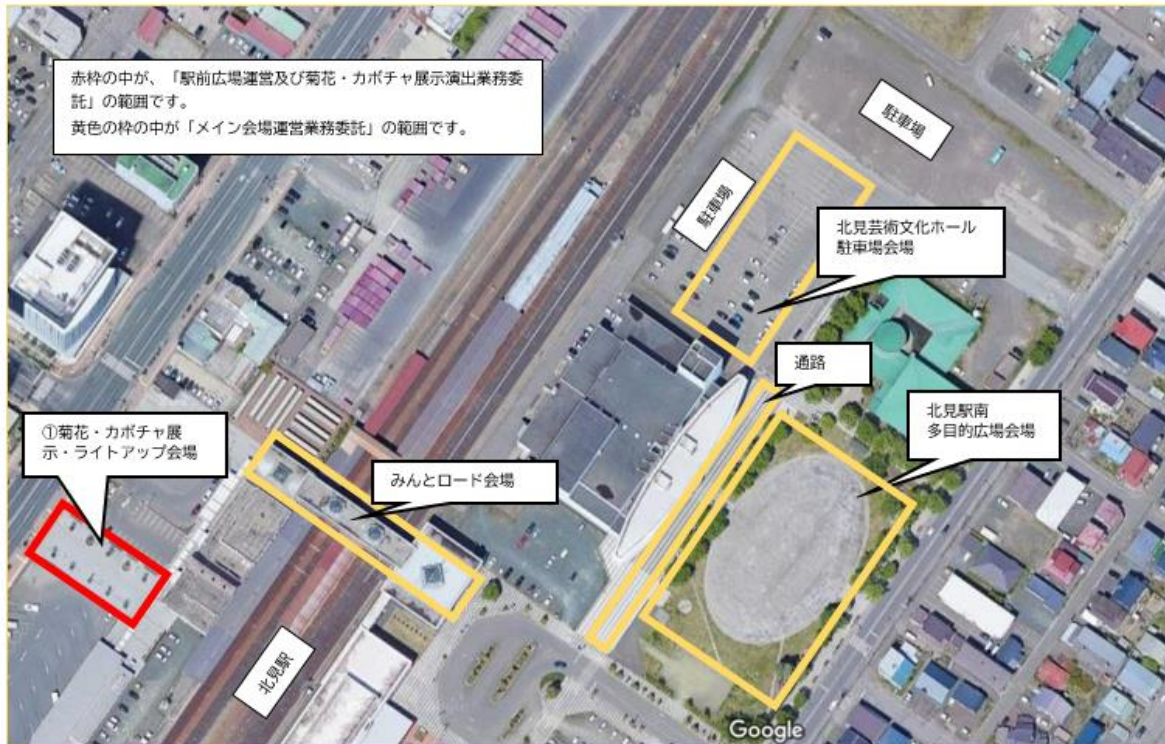 赤枠の中が、「駅前広場運営及び菊花・カボチャ展示演出業務委
託」の範囲です。
黄色の枠の中が「メイン会場運営業務委託」の範囲です。
駐車場
駐車場
北見芸術文化ホール
駐車場会場
通路
北見駅南
多目的広場会場
①菊花・カボチャ展
示・ライトアップ会場
みんとロード会場
北見駅
Google